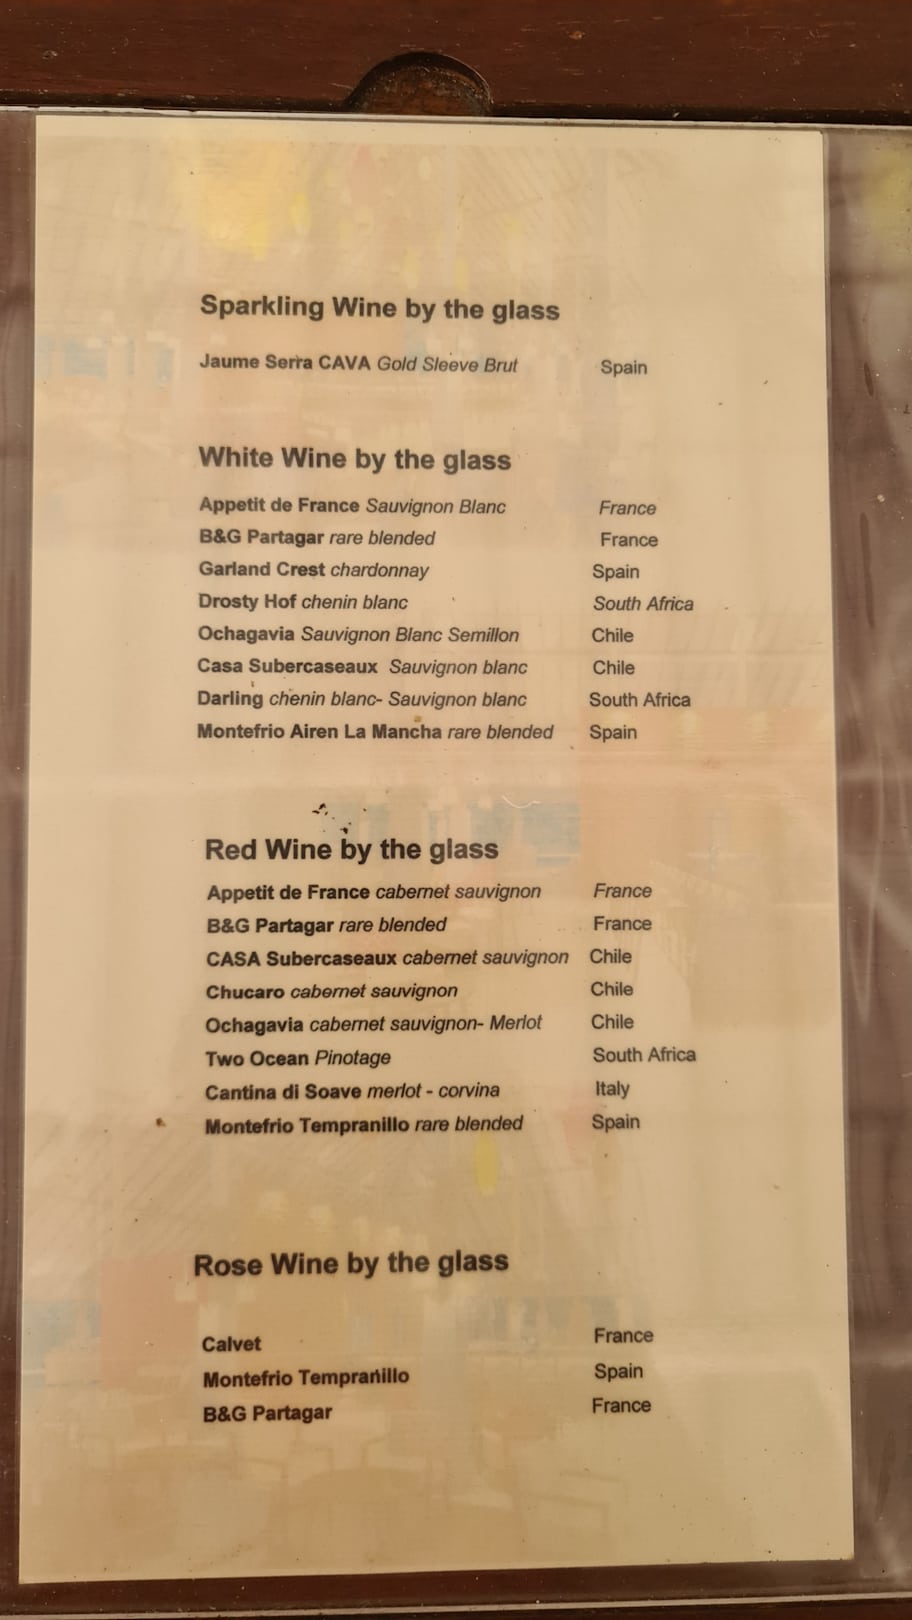 Sparkling Wine by the glass
Jaume Serra CAVA Gold Sleeve Brut Spain
White Wine by the glass
Appetit de France Sauvignon Blanc France
B&G Partagar rare blended France
Garland Crest chardonnay Spain
Drosty Hof chenin blanc South Africa
Ochagavia Sauvignon Blanc Semillon Chile
Casa Subercaseaux Sauvignon blanc Chile
Darling chenin blanc- Sauvignon blanc South Africa
Montefrio Airen La Mancha rare blended Spain
Red Wine by the glass
Appetit de France cabernet sauvignon France
B&G Partagar rare blended France
CASA Subercaseaux cabernet sauvignon Chile
Chucaro cabernet sauvignon Chile
Ochagavia cabernet sauvignon- Merlot Chile
Two Ocean Pinotage South Africa
Cantina di Soave merlot - corvina Italy
Montefrio Tempranillo rare blended Spain
Rose Wine by the glass
Calvet France
Montefrio Tempranillo Spain
B&G Partagar France